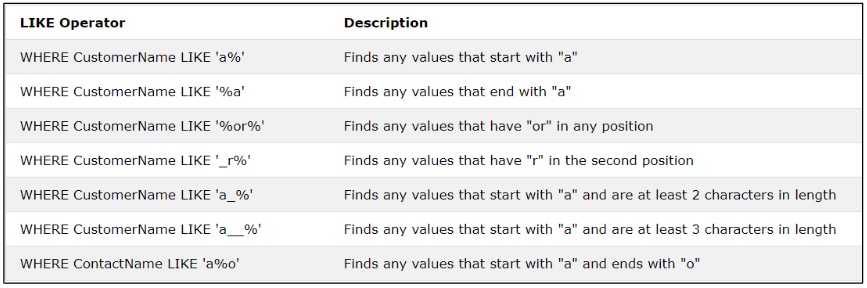 LIKE Operator Description
WHERE CustomerName LIKE 'a%' Finds any values that start with "a"
WHERE CustomerName LIKE '%a' Finds any values that end with "a"
WHERE CustomerName LIKE '%or%' Finds any values that have "or" in any position
WHERE CustomerName LIKE '_r%' Finds any values that have "r" in the second position
WHERE CustomerName LIKE 'a_%' Finds any values that start with "a" and are at least 2 characters in length
WHERE CustomerName LIKE 'a__%' Finds any values that start with "a" and are at least 3 characters in length
WHERE ContactName LIKE 'a%o' Finds any values that start with "a" and ends with "o"